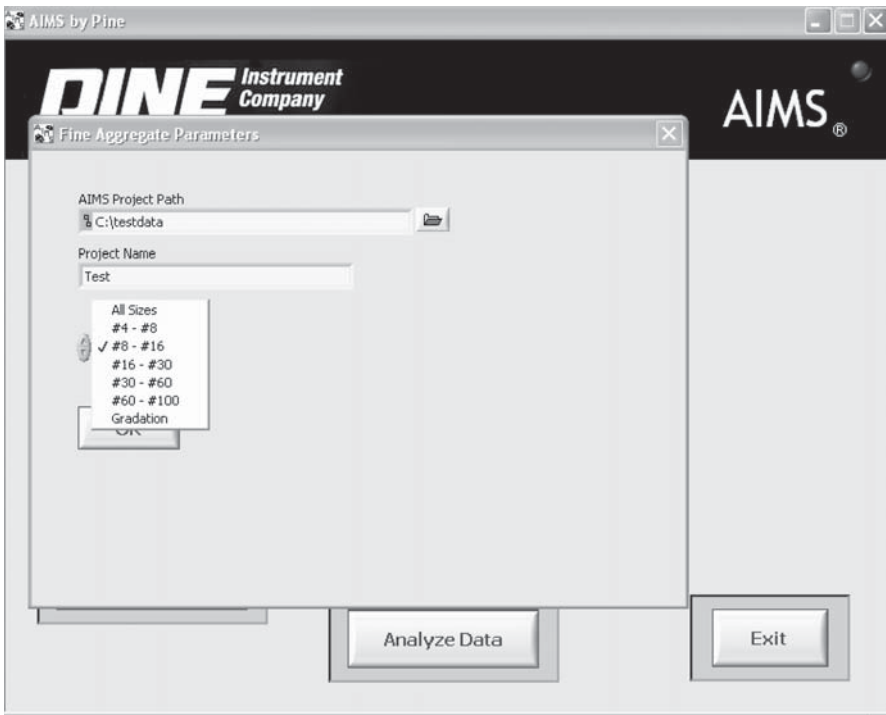 AIMS by Pine
PINE Instrument
Company
AIMS®
Fine Aggregate Parameters
AIMS Project Path
C:\testdata
Project Name
Test
All Sizes
#4 - #8
✓ #8 - #16
#16 - #30
#30 - #60
#60 - #100
Gradation
OK
Analyze Data
Exit